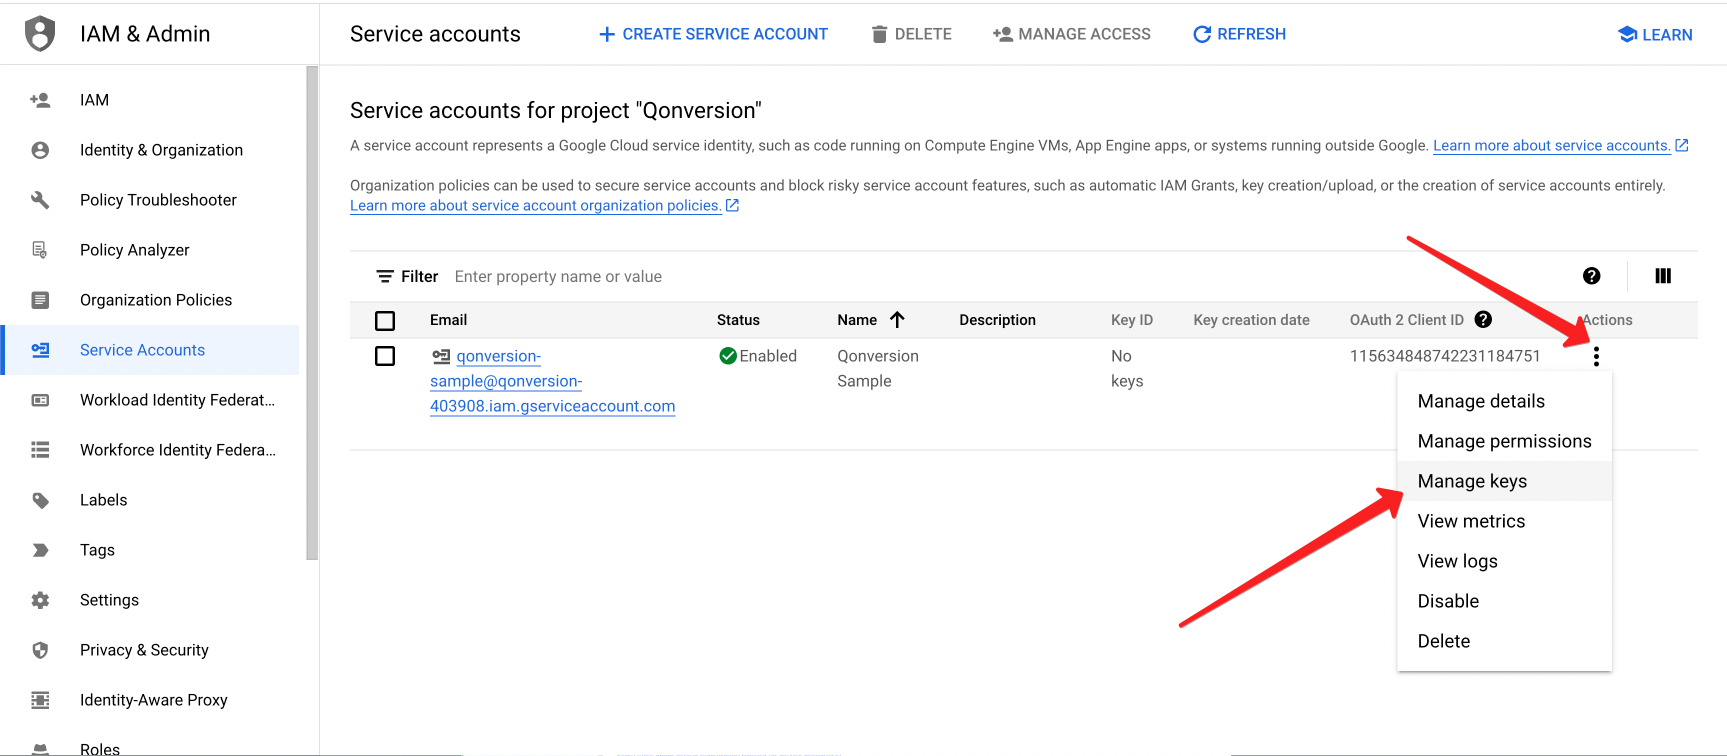 IAM & Admin
Service accounts
CREATE SERVICE ACCOUNT
DELETE
MANAGE ACCESS
REFRESH
LEARN
IAM
Identity & Organization
Policy Troubleshooter
Policy Analyzer
Organization Policies
Service Accounts
Workload Identity Federat...
Workforce Identity Federa...
Labels
Tags
Settings
Privacy & Security
Identity-Aware Proxy
Roles
Service accounts for project "Qonversion"
A service account represents a Google Cloud service identity, such as code running on Compute Engine VMs, App Engine apps, or systems running outside Google. Learn more about service accounts.
Organization policies can be used to secure service accounts and block risky service account features, such as automatic IAM Grants, key creation/upload, or the creation of service accounts entirely.
Learn more about service account organization policies.
Filter Enter property name or value
Email Status Name Description Key ID Key creation date OAuth 2 Client ID Actions
qonversion- Enabled Qonversion No 115634848742231184751
sample@qonversion- Sample keys
403908.iam.gserviceaccount.com
Manage details
Manage permissions
Manage keys
View metrics
View logs
Disable
Delete